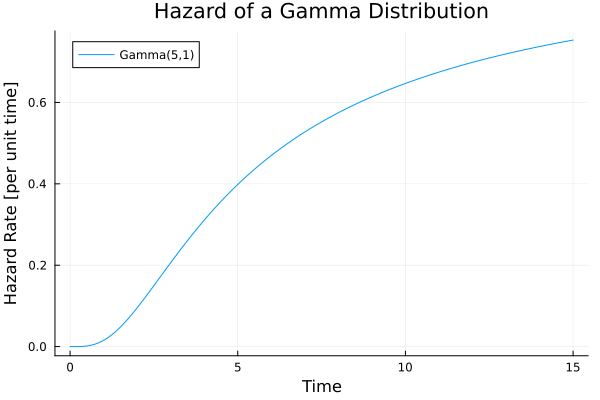 Hazard of a Gamma Distribution
Gamma(5,1)
Hazard Rate [per unit time]
0.6
0.4
0.2
0.0
0 5 10 15
Time